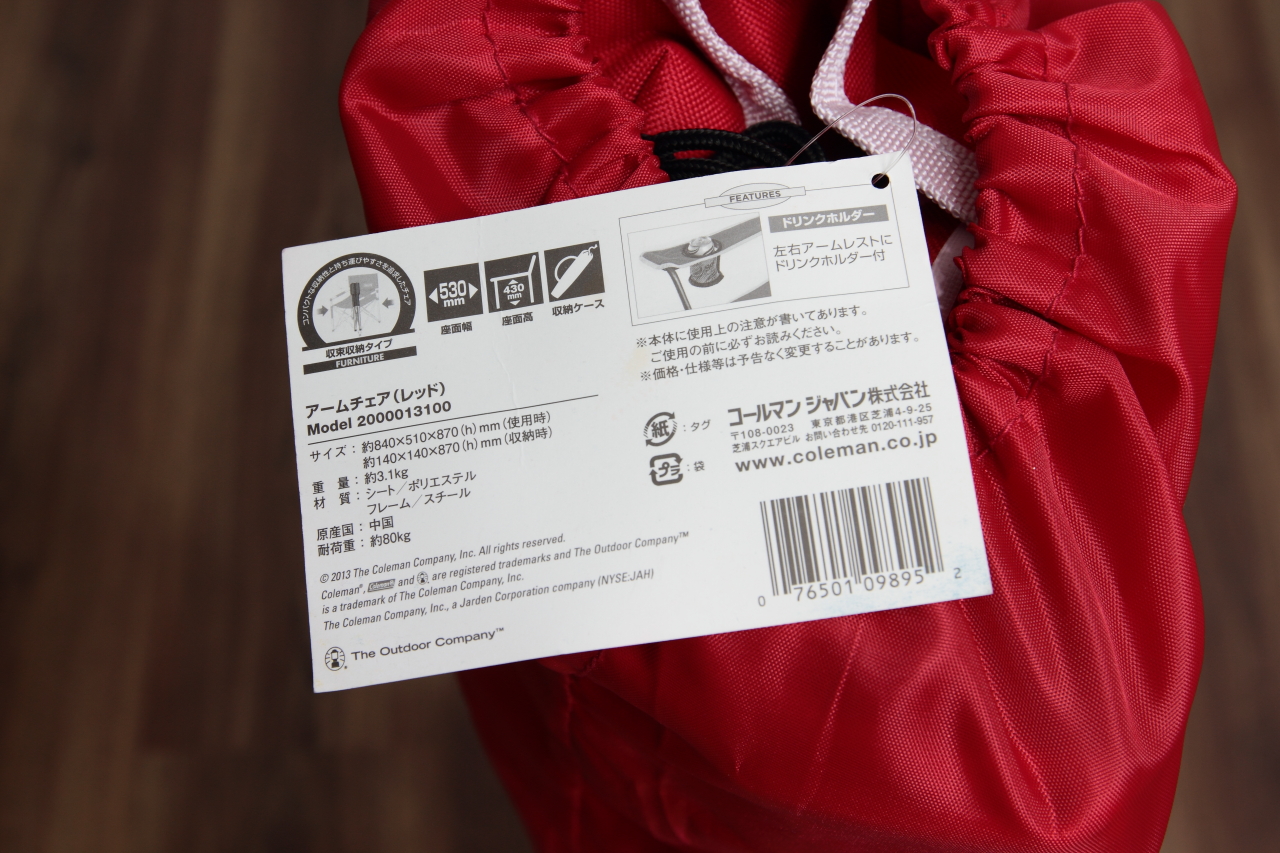 コンパクトな収納性と持ち運びやすさを追求したチェア
収束収納タイプ
FURNITURE
530
mm
座面幅
430
mm
座面高
収納ケース
FEATURES
ドリンクホルダー
左右アームレストに
ドリンクホルダー付
※本体に使用上の注意が書いてあります。
ご使用の前に必ずお読みください。
※価格・仕様等は予告なく変更することがあります。
アームチェア(レッド)
Model 2000013100
サイズ:約840×510×870(h)mm(使用時)
約140×140×870(h)mm(収納時)
重 量:約3.1kg
材 質:シート/ポリエステル
フレーム/スチール
原産国:中国
耐荷重:約80kg
紙:タグ
プラ:袋
コールマン ジャパン株式会社
〒108-0023 東京都港区芝浦4-9-25
芝浦スクエアビル お問い合わせ先 0120-111-957
www.coleman.co.jp
© 2013 The Coleman Company, Inc. All rights reserved.
Coleman®, Coleman and are registered trademarks and The Outdoor Company™
is a trademark of The Coleman Company, Inc.
The Coleman Company, Inc., a Jarden Corporation company (NYSE:JAH)
The Outdoor Company™
0 76501 09895 2